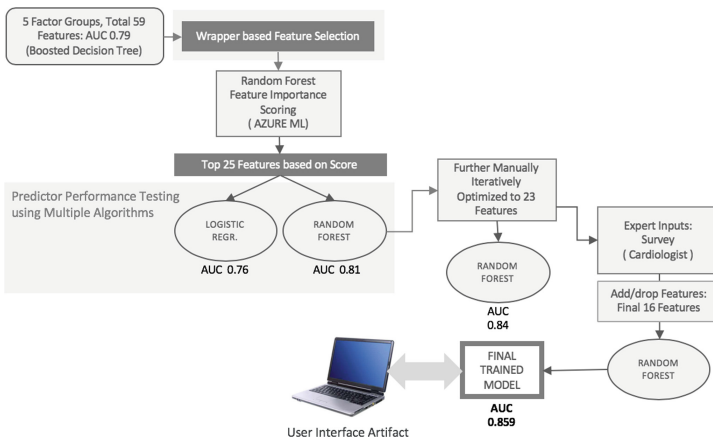 5 Factor Groups, Total 59
Features: AUC 0.79
(Boosted Decision Tree)
Wrapper based Feature Selection
Random Forest
Feature Importance
Scoring
( AZURE ML)
Top 25 Features based on Score
Predictor Performance Testing
using Multiple Algorithms
LOGISTIC
REGR.
AUC 0.76
RANDOM
FOREST
AUC 0.81
Further Manually
Iteratively
Optimized to 23
Features
RANDOM
FOREST
AUC
0.84
Expert Inputs:
Survey
( Cardiologist )
Add/drop Features:
Final 16 Features
RANDOM
FOREST
FINAL
TRAINED
MODEL
AUC
0.859
User Interface Artifact